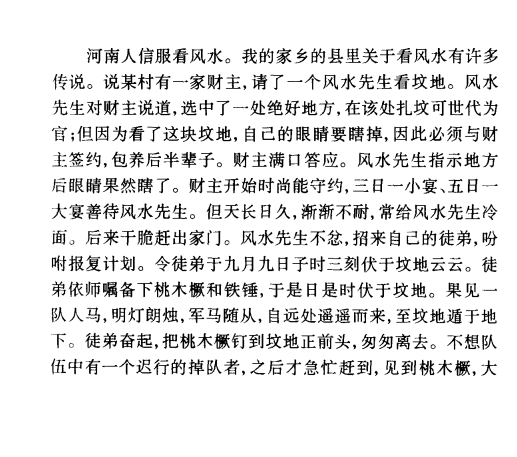 河南人信服看风水。我的家乡的县里关于看风水有许多
传说。说某村有一家财主,请了一个风水先生看坟地。风水
先生对财主说道,选中了一处绝好地方,在该处扎坟可世代为
官;但因为看了这块坟地,自己的眼睛要瞎掉,因此必须与财
主签约,包养后半辈子。财主满口答应。风水先生指示地方
后眼睛果然瞎了。财主开始时尚能守约,三日一小宴、五日一
大宴善待风水先生。但天长日久,渐渐不耐,常给风水先生冷
面。后来干脆赶出家门。风水先生不忿,招来自己的徒弟,吩
咐报复计划。令徒弟于九月九日子时三刻伏于坟地云云。徒
弟依师嘱备下桃木橛和铁锤,于是日是时伏于坟地。果见一
队人马,明灯朗烛,军马随从,自远处遥遥而来,至坟地遁于地
下。徒弟奋起,把桃木橛钉到坟地正前头,匆匆离去。不想队
伍中有一个迟行的掉队者,之后才急忙赶到,见到桃木橛,大